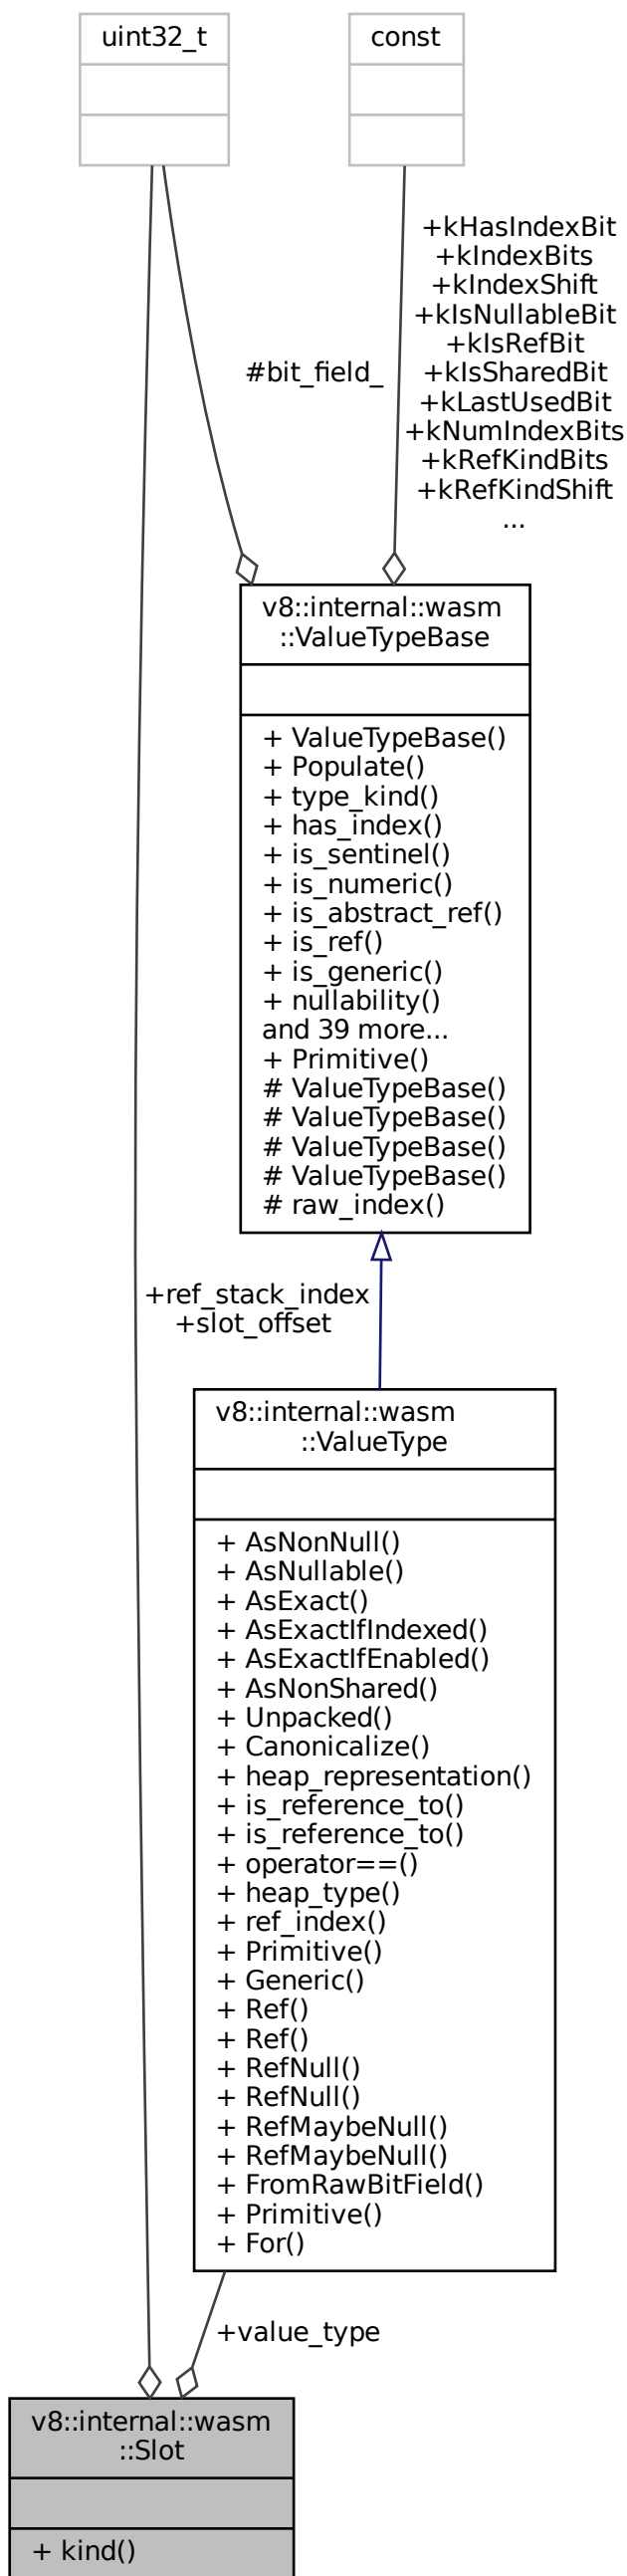 uint32_t
const
+kHasIndexBit
+kIndexBits
+kIndexShift
+kIsNullableBit
+kIsRefBit
#bit_field_
+kIsSharedBit
+kLastUsedBit
+kNumIndexBits
+kRefKindBits
+kRefKindShift
...
v8::internal::wasm
::ValueTypeBase
+ ValueTypeBase()
+ Populate()
+ type_kind()
+ has_index()
+ is_sentinel()
+ is_numeric()
+ is_abstract_ref()
+ is_ref()
+ is_generic()
+ nullability()
and 39 more...
+ Primitive()
# ValueTypeBase()
# ValueTypeBase()
# ValueTypeBase()
# ValueTypeBase()
# raw_index()
+ref_stack_index
+slot_offset
v8::internal::wasm
::ValueType
+ AsNonNull()
+ AsNullable()
+ AsExact()
+ AsExactIfIndexed()
+ AsExactIfEnabled()
+ AsNonShared()
+ Unpacked()
+ Canonicalize()
+ heap_representation()
+ is_reference_to()
+ is_reference_to()
+ operator==()
+ heap_type()
+ ref_index()
+ Primitive()
+ Generic()
+ Ref()
+ Ref()
+ RefNull()
+ RefNull()
+ RefMaybeNull()
+ RefMaybeNull()
+ FromRawBitField()
+ Primitive()
+ For()
+value_type
v8::internal::wasm
::Slot
+ kind()